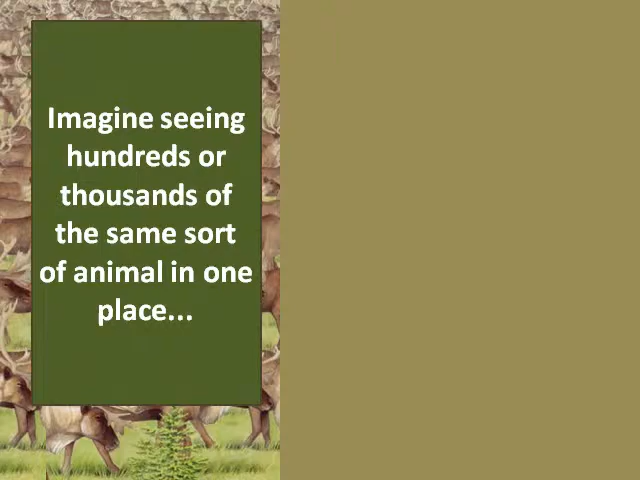 Imagine seeing
hundreds or
thousands of
the same sort
of animal in one
place...